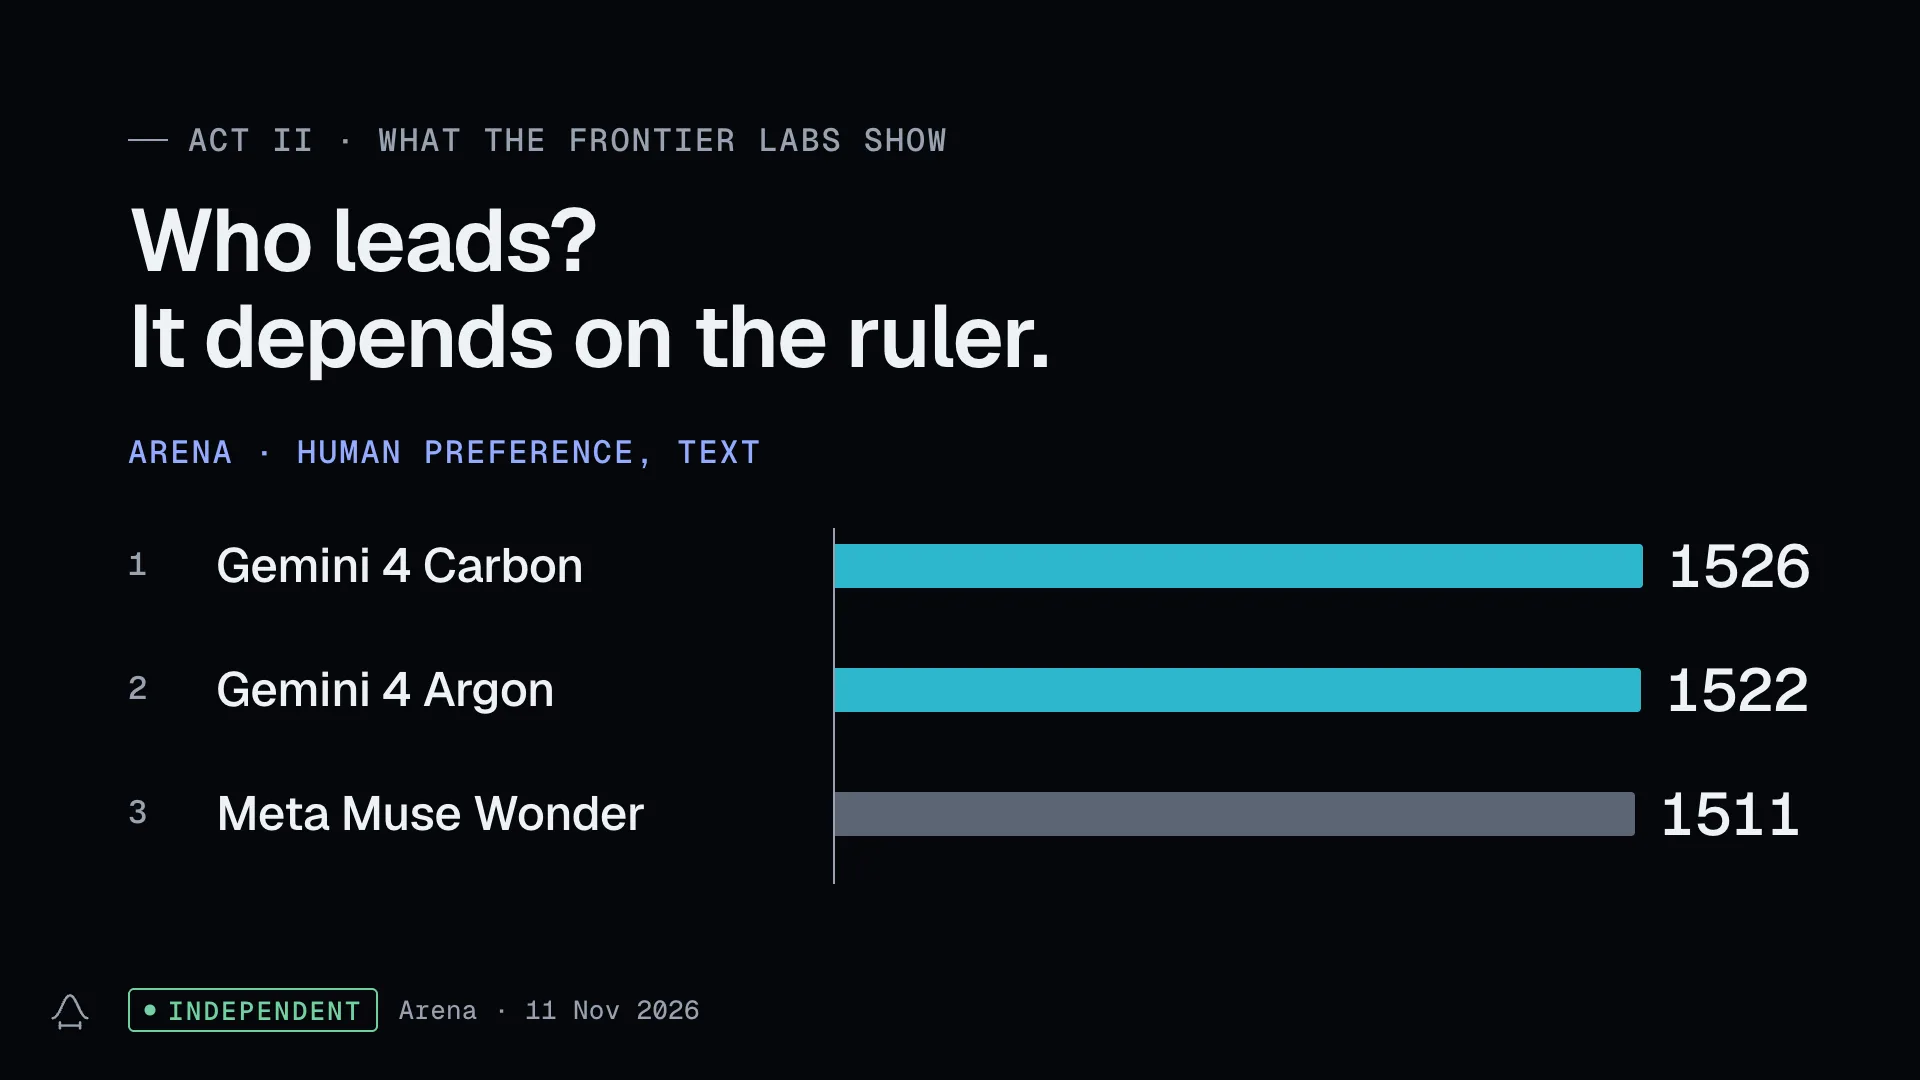 ACT II · WHAT THE FRONTIER LABS SHOW
Who leads?
It depends on the ruler.
ARENA · HUMAN PREFERENCE, TEXT
1 Gemini 4 Carbon 1526
2 Gemini 4 Argon 1522
3 Meta Muse Wonder 1511
INDEPENDENT Arena · 11 Nov 2026